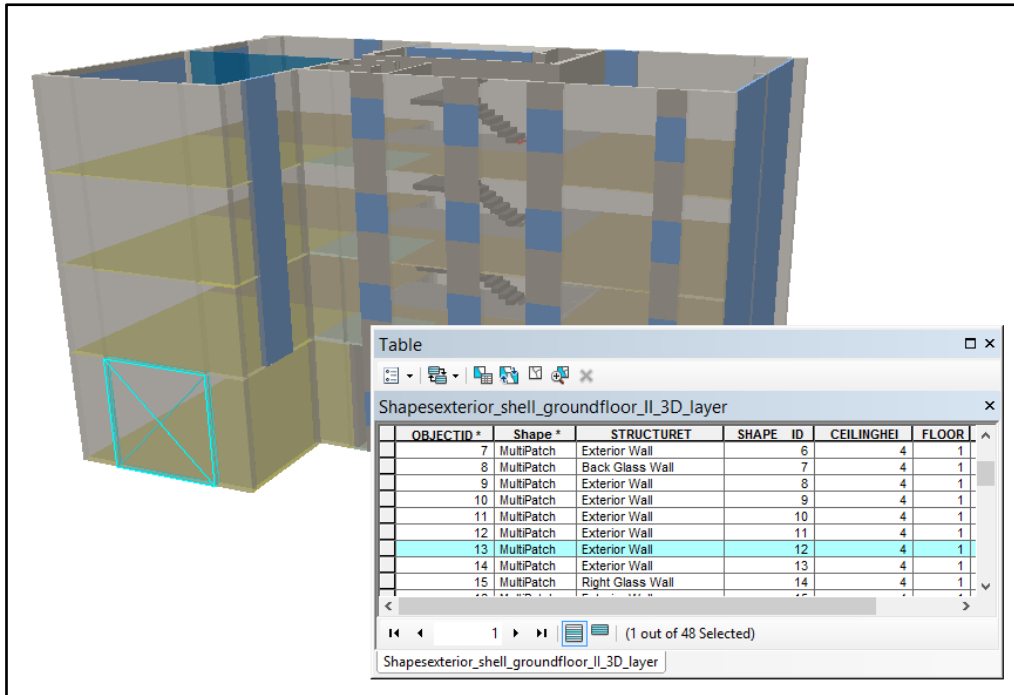 Table
Shapesexterior_shell_groundfloor_II_3D_layer
OBJECTID * Shape * STRUCTURET SHAPE_ID CEILINGHEI FLOOR
7 MultiPatch Exterior Wall 6 4 1
8 MultiPatch Back Glass Wall 7 4 1
9 MultiPatch Exterior Wall 8 4 1
10 MultiPatch Exterior Wall 9 4 1
11 MultiPatch Exterior Wall 10 4 1
12 MultiPatch Exterior Wall 11 4 1
13 MultiPatch Exterior Wall 12 4 1
14 MultiPatch Exterior Wall 13 4 1
15 MultiPatch Right Glass Wall 14 4 1
1 (1 out of 48 Selected)
Shapesexterior_shell_groundfloor_II_3D_layer